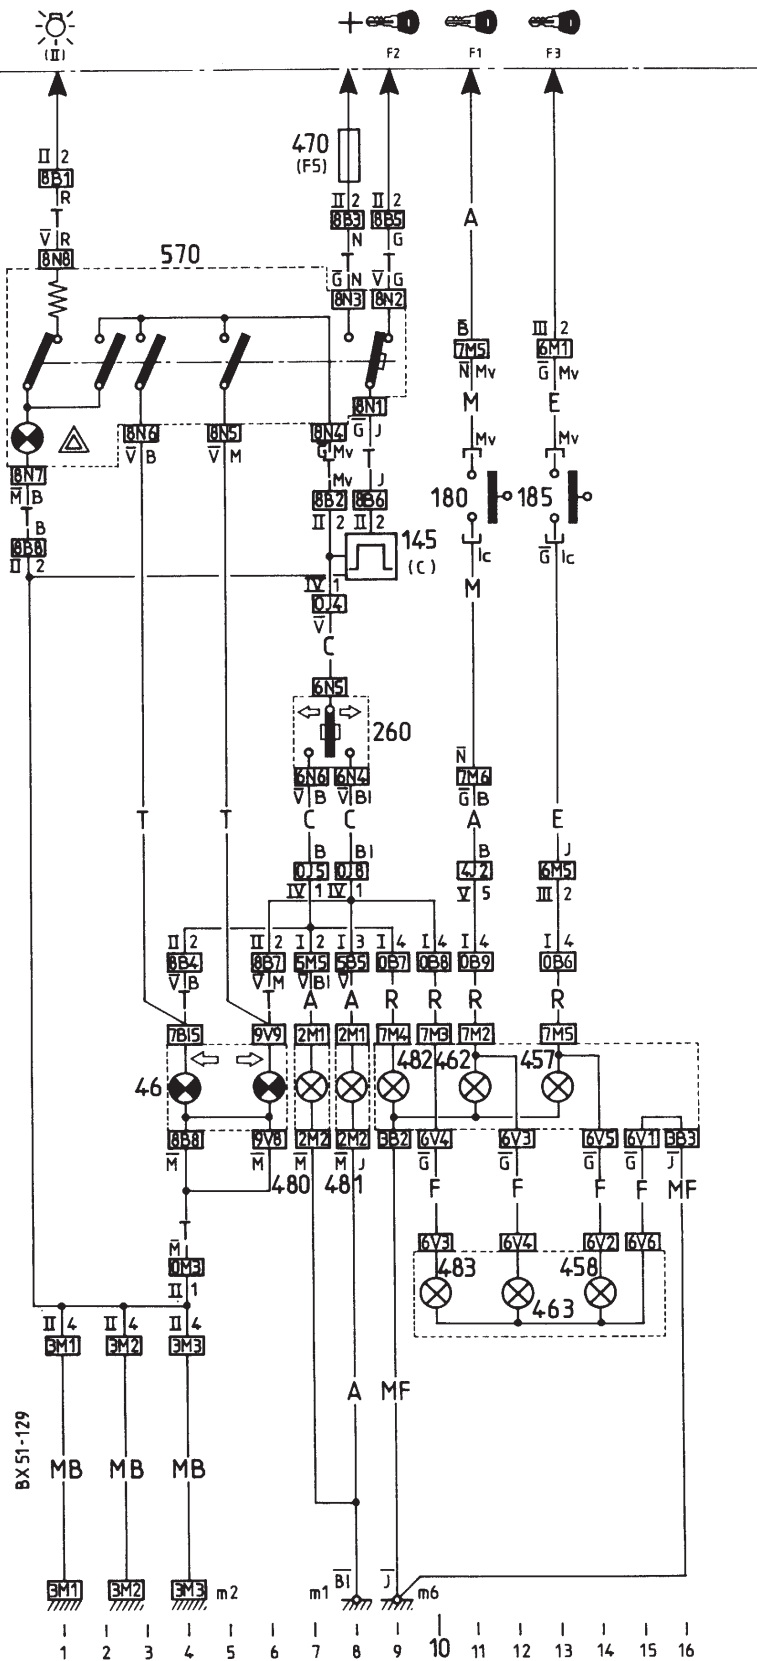 (II)
+
F2
F1
F3
470
(F5)
II 2
8B1
R
T
V R
8N8
570
II 2
8B3
N
T
G N
8N3
II 2
8B5
G
T
V G
8N2
A
B
7M5
N Mv
M
Mv
III 2
6M1
G Mv
E
Mv
8N1
G J
T
J
8B6
II 2
8N6
V B
8N5
V M
8N4
G Mv
Mv
8B2
II 2
8N7
M B
T
B
8B8
II 2
145
(C)
180
185
Ic
M
G Ic
IV 1
0J4
V
C
6N5
260
6N6
V B
C
B
0J5
IV 1
6N4
V Bl
C
Bl
0J8
IV 1
N
7M6
G B
A
B
4J2
V 5
E
J
6M5
III 2
T
T
II 2
8B4
V B
T
II 2
8B7
V M
T
I 2
5M5
V Bl
A
I 3
5B5
V
A
I 4
0B7
R
I 4
0B8
R
I 4
0B9
R
I 4
0B6
R
7B15
9V9
2M1
2M1
7M4
7M3
7M2
7M5
46
482
462
457
8B8
M
9V8
M
2M2
M
2M2
M J
3B2
6V4
G
6V3
G
6V5
G
6V1
G
3B3
J
480
481
F
F
F
F
MF
T
M
0M3
II 1
6V3
6V4
6V2
6V6
483
463
458
II 4
3M1
II 4
3M2
II 4
3M3
A
MF
BX 51-129
MB
MB
MB
3M1
3M2
3M3
m2
Bl
m1
J
m6
1
2
3
4
5
6
7
8
9
10
11
12
13
14
15
16